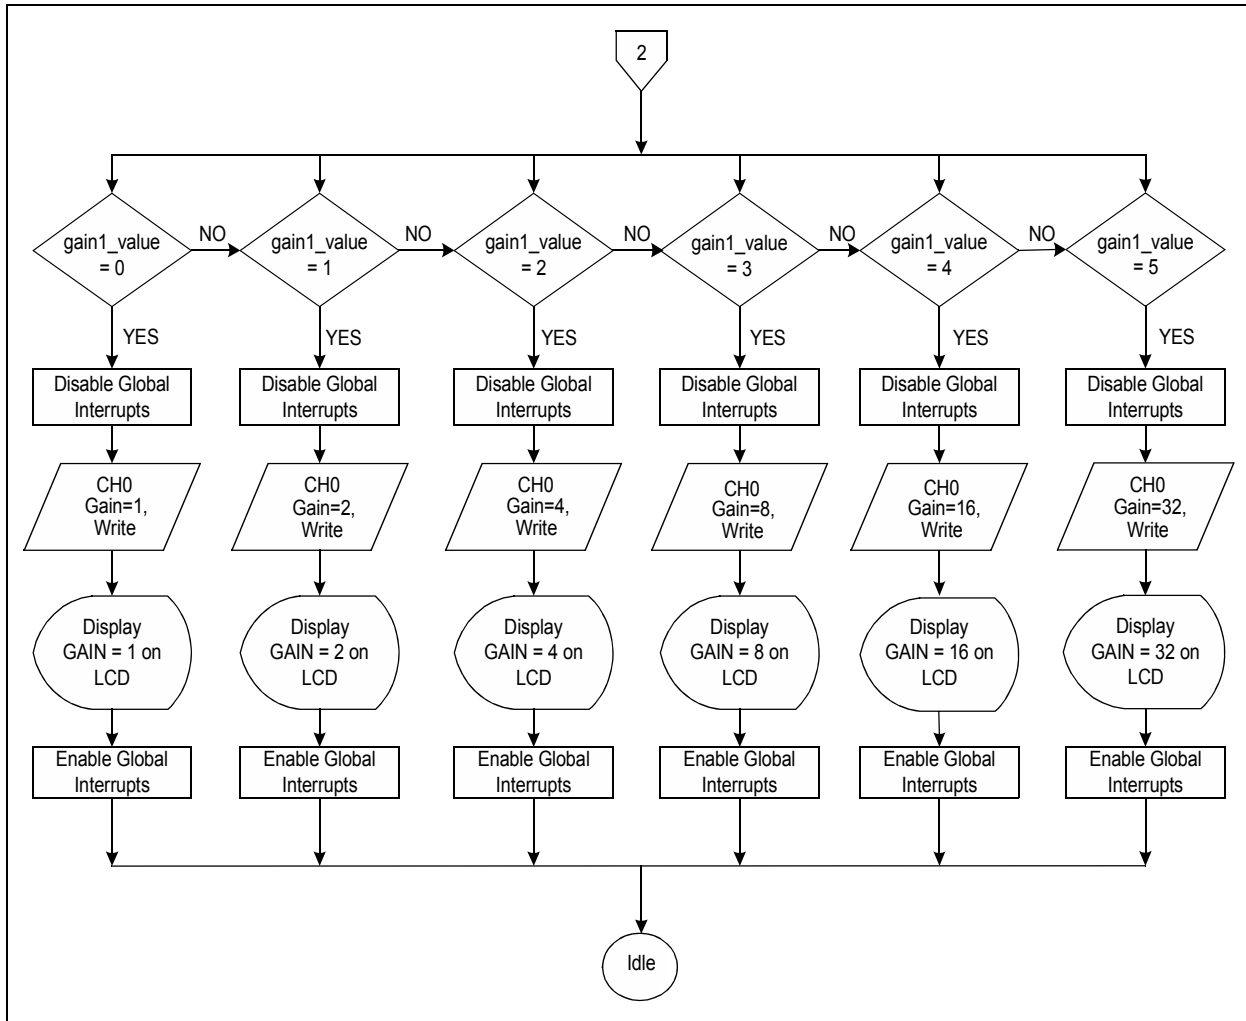 2
gain1_value
= 0
NO
gain1_value
= 1
NO
gain1_value
= 2
NO
gain1_value
= 3
NO
gain1_value
= 4
NO
gain1_value
= 5
YES
YES
YES
YES
YES
YES
Disable Global
Interrupts
Disable Global
Interrupts
Disable Global
Interrupts
Disable Global
Interrupts
Disable Global
Interrupts
Disable Global
Interrupts
CH0
Gain=1,
Write
CH0
Gain=2,
Write
CH0
Gain=4,
Write
CH0
Gain=8,
Write
CH0
Gain=16,
Write
CH0
Gain=32,
Write
Display
GAIN = 1 on
LCD
Display
GAIN = 2 on
LCD
Display
GAIN = 4 on
LCD
Display
GAIN = 8 on
LCD
Display
GAIN = 16 on
LCD
Display
GAIN = 32 on
LCD
Enable Global
Interrupts
Enable Global
Interrupts
Enable Global
Interrupts
Enable Global
Interrupts
Enable Global
Interrupts
Enable Global
Interrupts
Idle